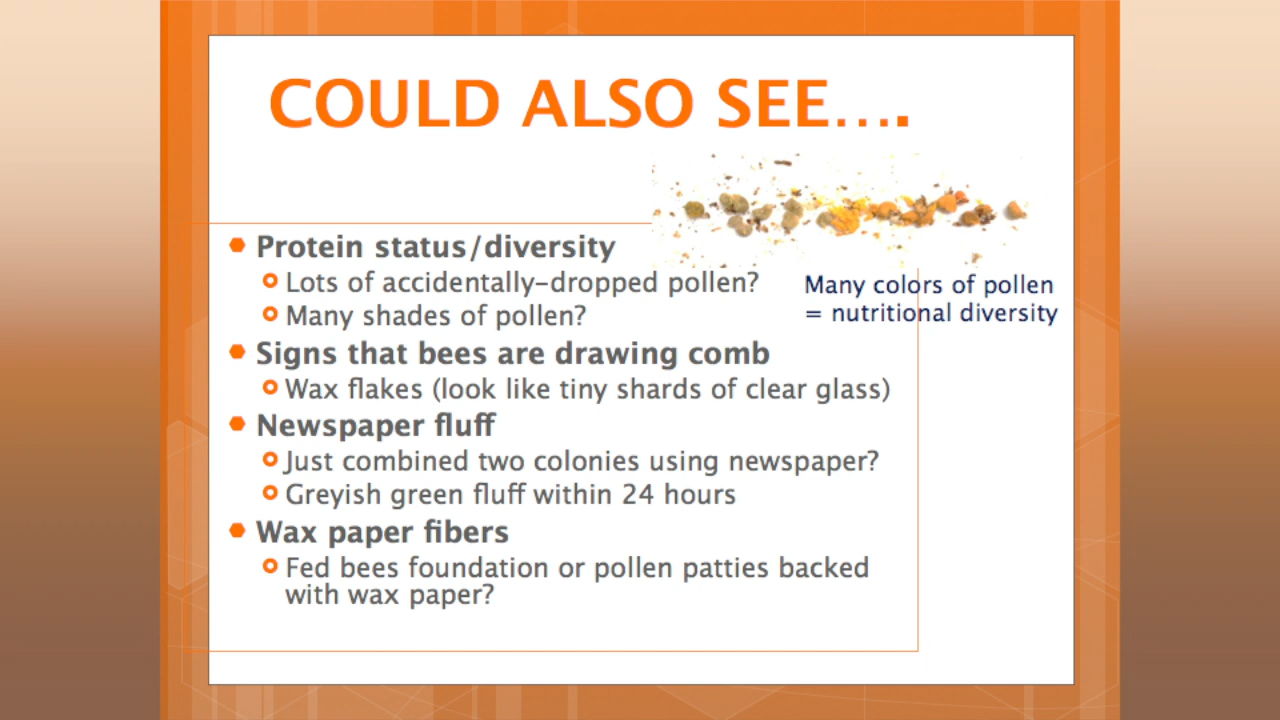 COULD ALSO SEE....
Protein status/diversity
Lots of accidentally-dropped pollen?
Many shades of pollen?
Many colors of pollen
= nutritional diversity
Signs that bees are drawing comb
Wax flakes (look like tiny shards of clear glass)
Newspaper fluff
Just combined two colonies using newspaper?
Greyish green fluff within 24 hours
Wax paper fibers
Fed bees foundation or pollen patties backed
with wax paper?